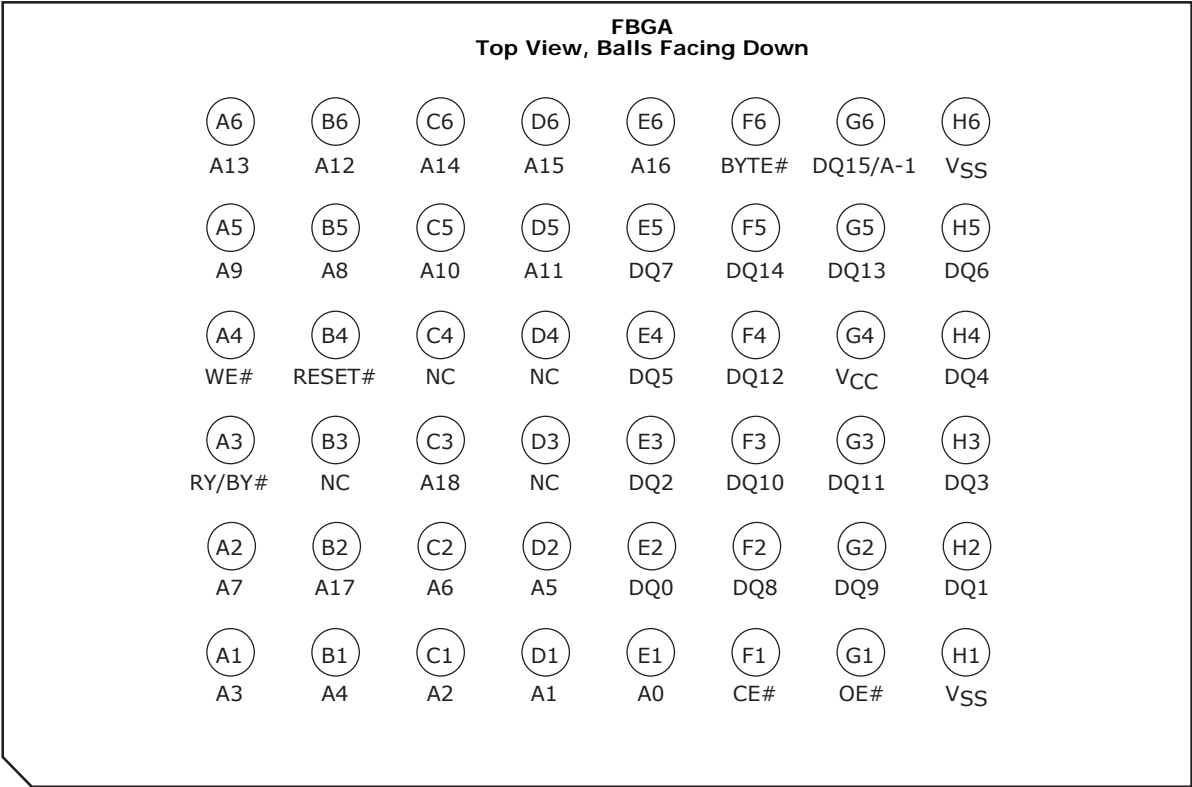 FBGA
Top View, Balls Facing Down
A6 B6 C6 D6 E6 F6 G6 H6
A13 A12 A14 A15 A16 BYTE# DQ15/A-1 VSS
A5 B5 C5 D5 E5 F5 G5 H5
A9 A8 A10 A11 DQ7 DQ14 DQ13 DQ6
A4 B4 C4 D4 E4 F4 G4 H4
WE# RESET# NC NC DQ5 DQ12 VCC DQ4
A3 B3 C3 D3 E3 F3 G3 H3
RY/BY# NC A18 NC DQ2 DQ10 DQ11 DQ3
A2 B2 C2 D2 E2 F2 G2 H2
A7 A17 A6 A5 DQ0 DQ8 DQ9 DQ1
A1 B1 C1 D1 E1 F1 G1 H1
A3 A4 A2 A1 A0 CE# OE# VSS